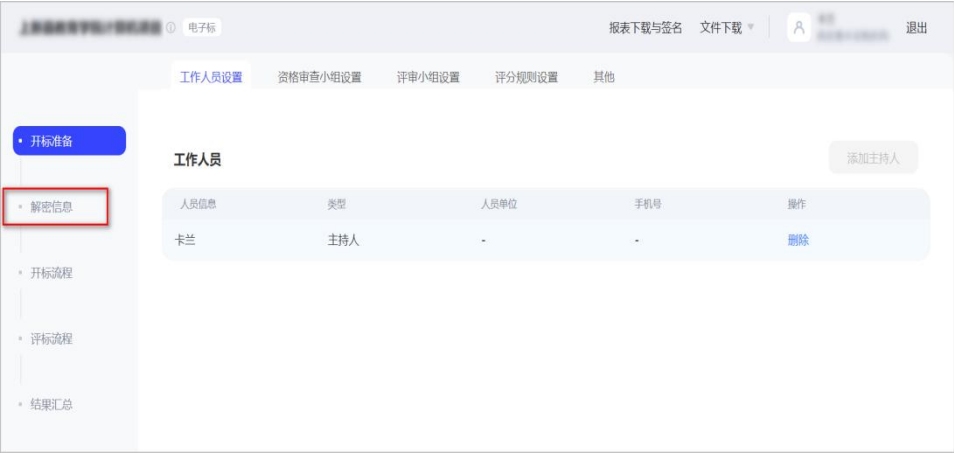 电子标 报表下载与签名 文件下载 退出
工作人员设置 资格审查小组设置 评审小组设置 评分规则设置 其他
开标准备
工作人员 添加主持人
解密信息 人员信息 类型 人员单位 手机号 操作
卡兰 主持人 - - 删除
开标流程
评标流程
结果汇总